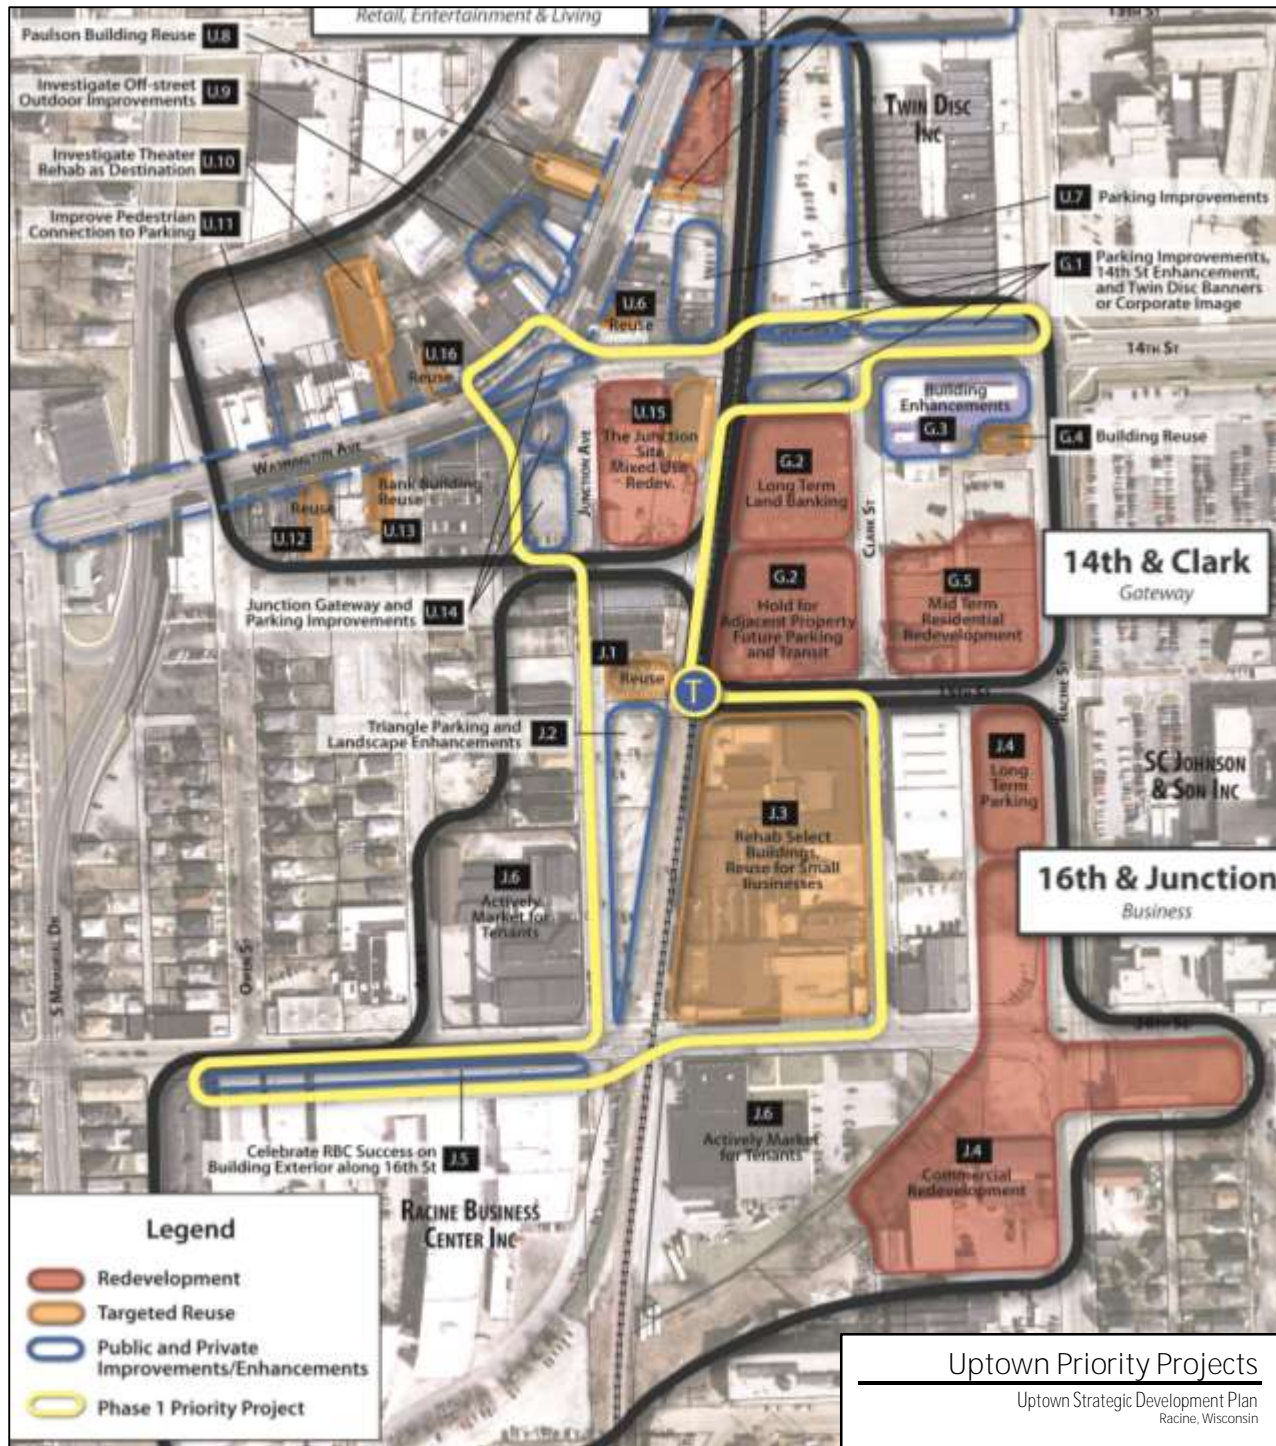 Retail, Entertainment & Living
13TH ST
Paulson Building Reuse U.8
Investigate Off-street
Outdoor Improvements U.9
Investigate Theater
Rehab as Destination U.10
Improve Pedestrian
Connection to Parking U.11
TWIN DISC
INC
U.7 Parking Improvements
G.1 Parking Improvements,
14th St Enhancement,
and Twin Disc Banners
or Corporate Image
U.6
Reuse
14TH ST
U.16
Reuse
U.15
The Junction
Site
Mixed Use
Redev.
JUNCTION AVE
WASHINGTON AVE
Building
Enhancements
G.3
G.4 Building Reuse
G.2
Long Term
Land Banking
CLARK ST
Bank Building
Reuse
U.13
Reuse
U.12
14th & Clark
Gateway
G.2
Hold for
Adjacent Property
Future Parking
and Transit
G.5
Mid Term
Residential
Redevelopment
Junction Gateway and
Parking Improvements U.14
J.1
Reuse
T
15TH ST
RACINE ST
Triangle Parking and
Landscape Enhancements J.2
J.4
Long
Term
Parking
SC JOHNSON
& SON INC
J.3
Rehab Select
Buildings,
Reuse for Small
Businesses
16th & Junction
Business
J.6
Actively
Market for
Tenants
S MEMORIAL DR
OWEN ST
16TH ST
J.6
Actively Market
for Tenants
Celebrate RBC Success on
Building Exterior along 16th St J.5
J.4
Commercial
Redevelopment
RACINE BUSINESS
CENTER INC
Legend
Redevelopment
Targeted Reuse
Public and Private
Improvements/Enhancements
Phase 1 Priority Project
Uptown Priority Projects
Uptown Strategic Development Plan
Racine, Wisconsin